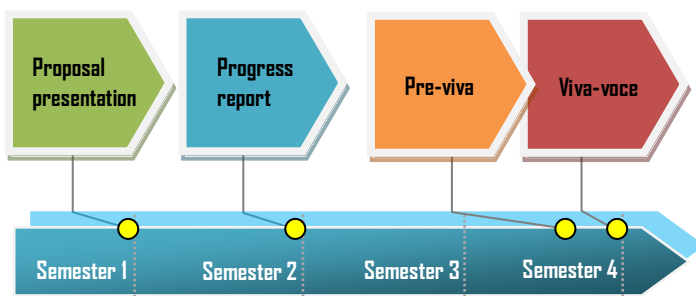 Proposal
presentation
Progress
report
Pre-viva
Viva-voce
Semester 1
Semester 2
Semester 3
Semester 4